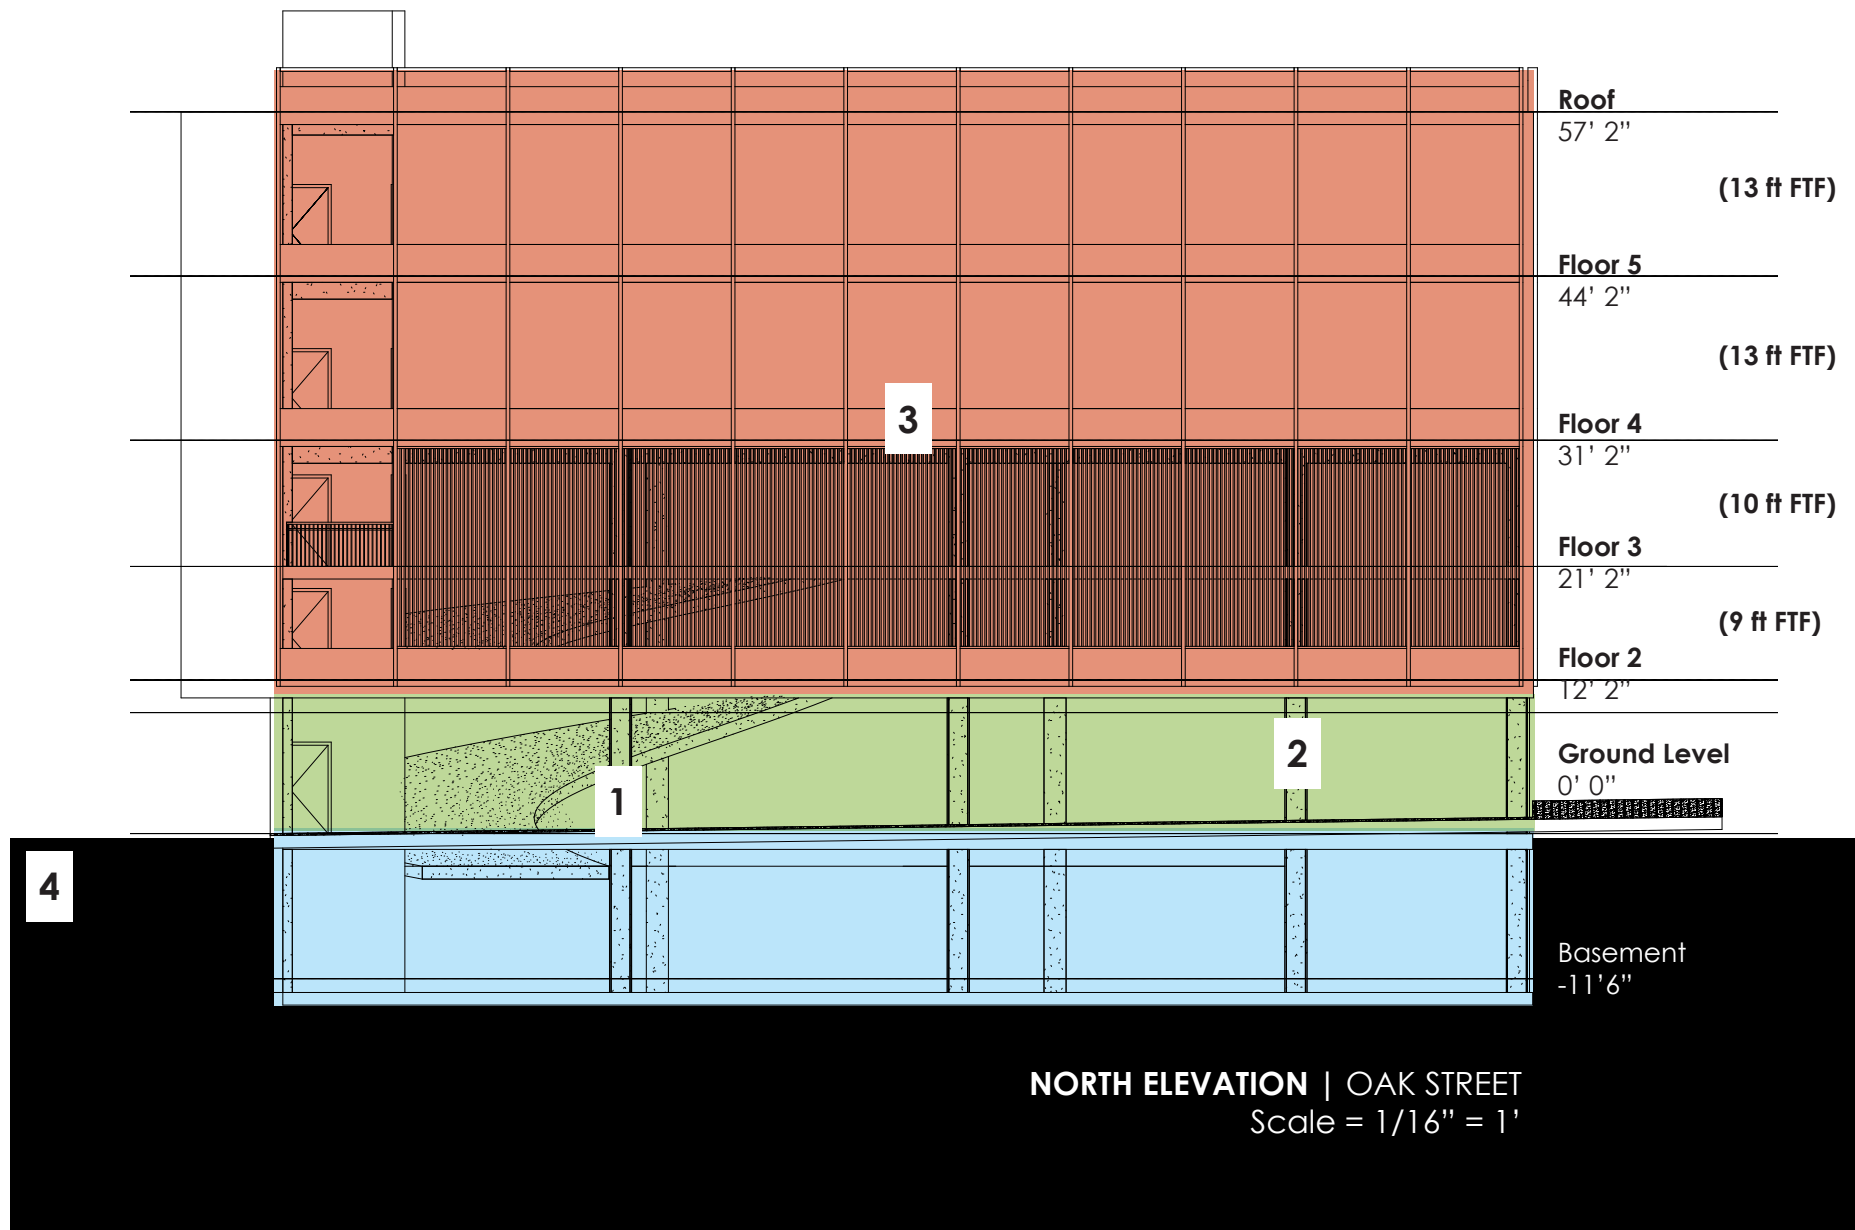 Roof
57’ 2”
(13 ft FTF)
Floor 5
44’ 2”
(13 ft FTF)
3
Floor 4
31’ 2”
(10 ft FTF)
Floor 3
21’ 2”
(9 ft FTF)
Floor 2
12’ 2”
2
Ground Level
0’ 0”
1
4
Basement
-11’6”
NORTH ELEVATION | OAK STREET
Scale = 1/16” = 1’